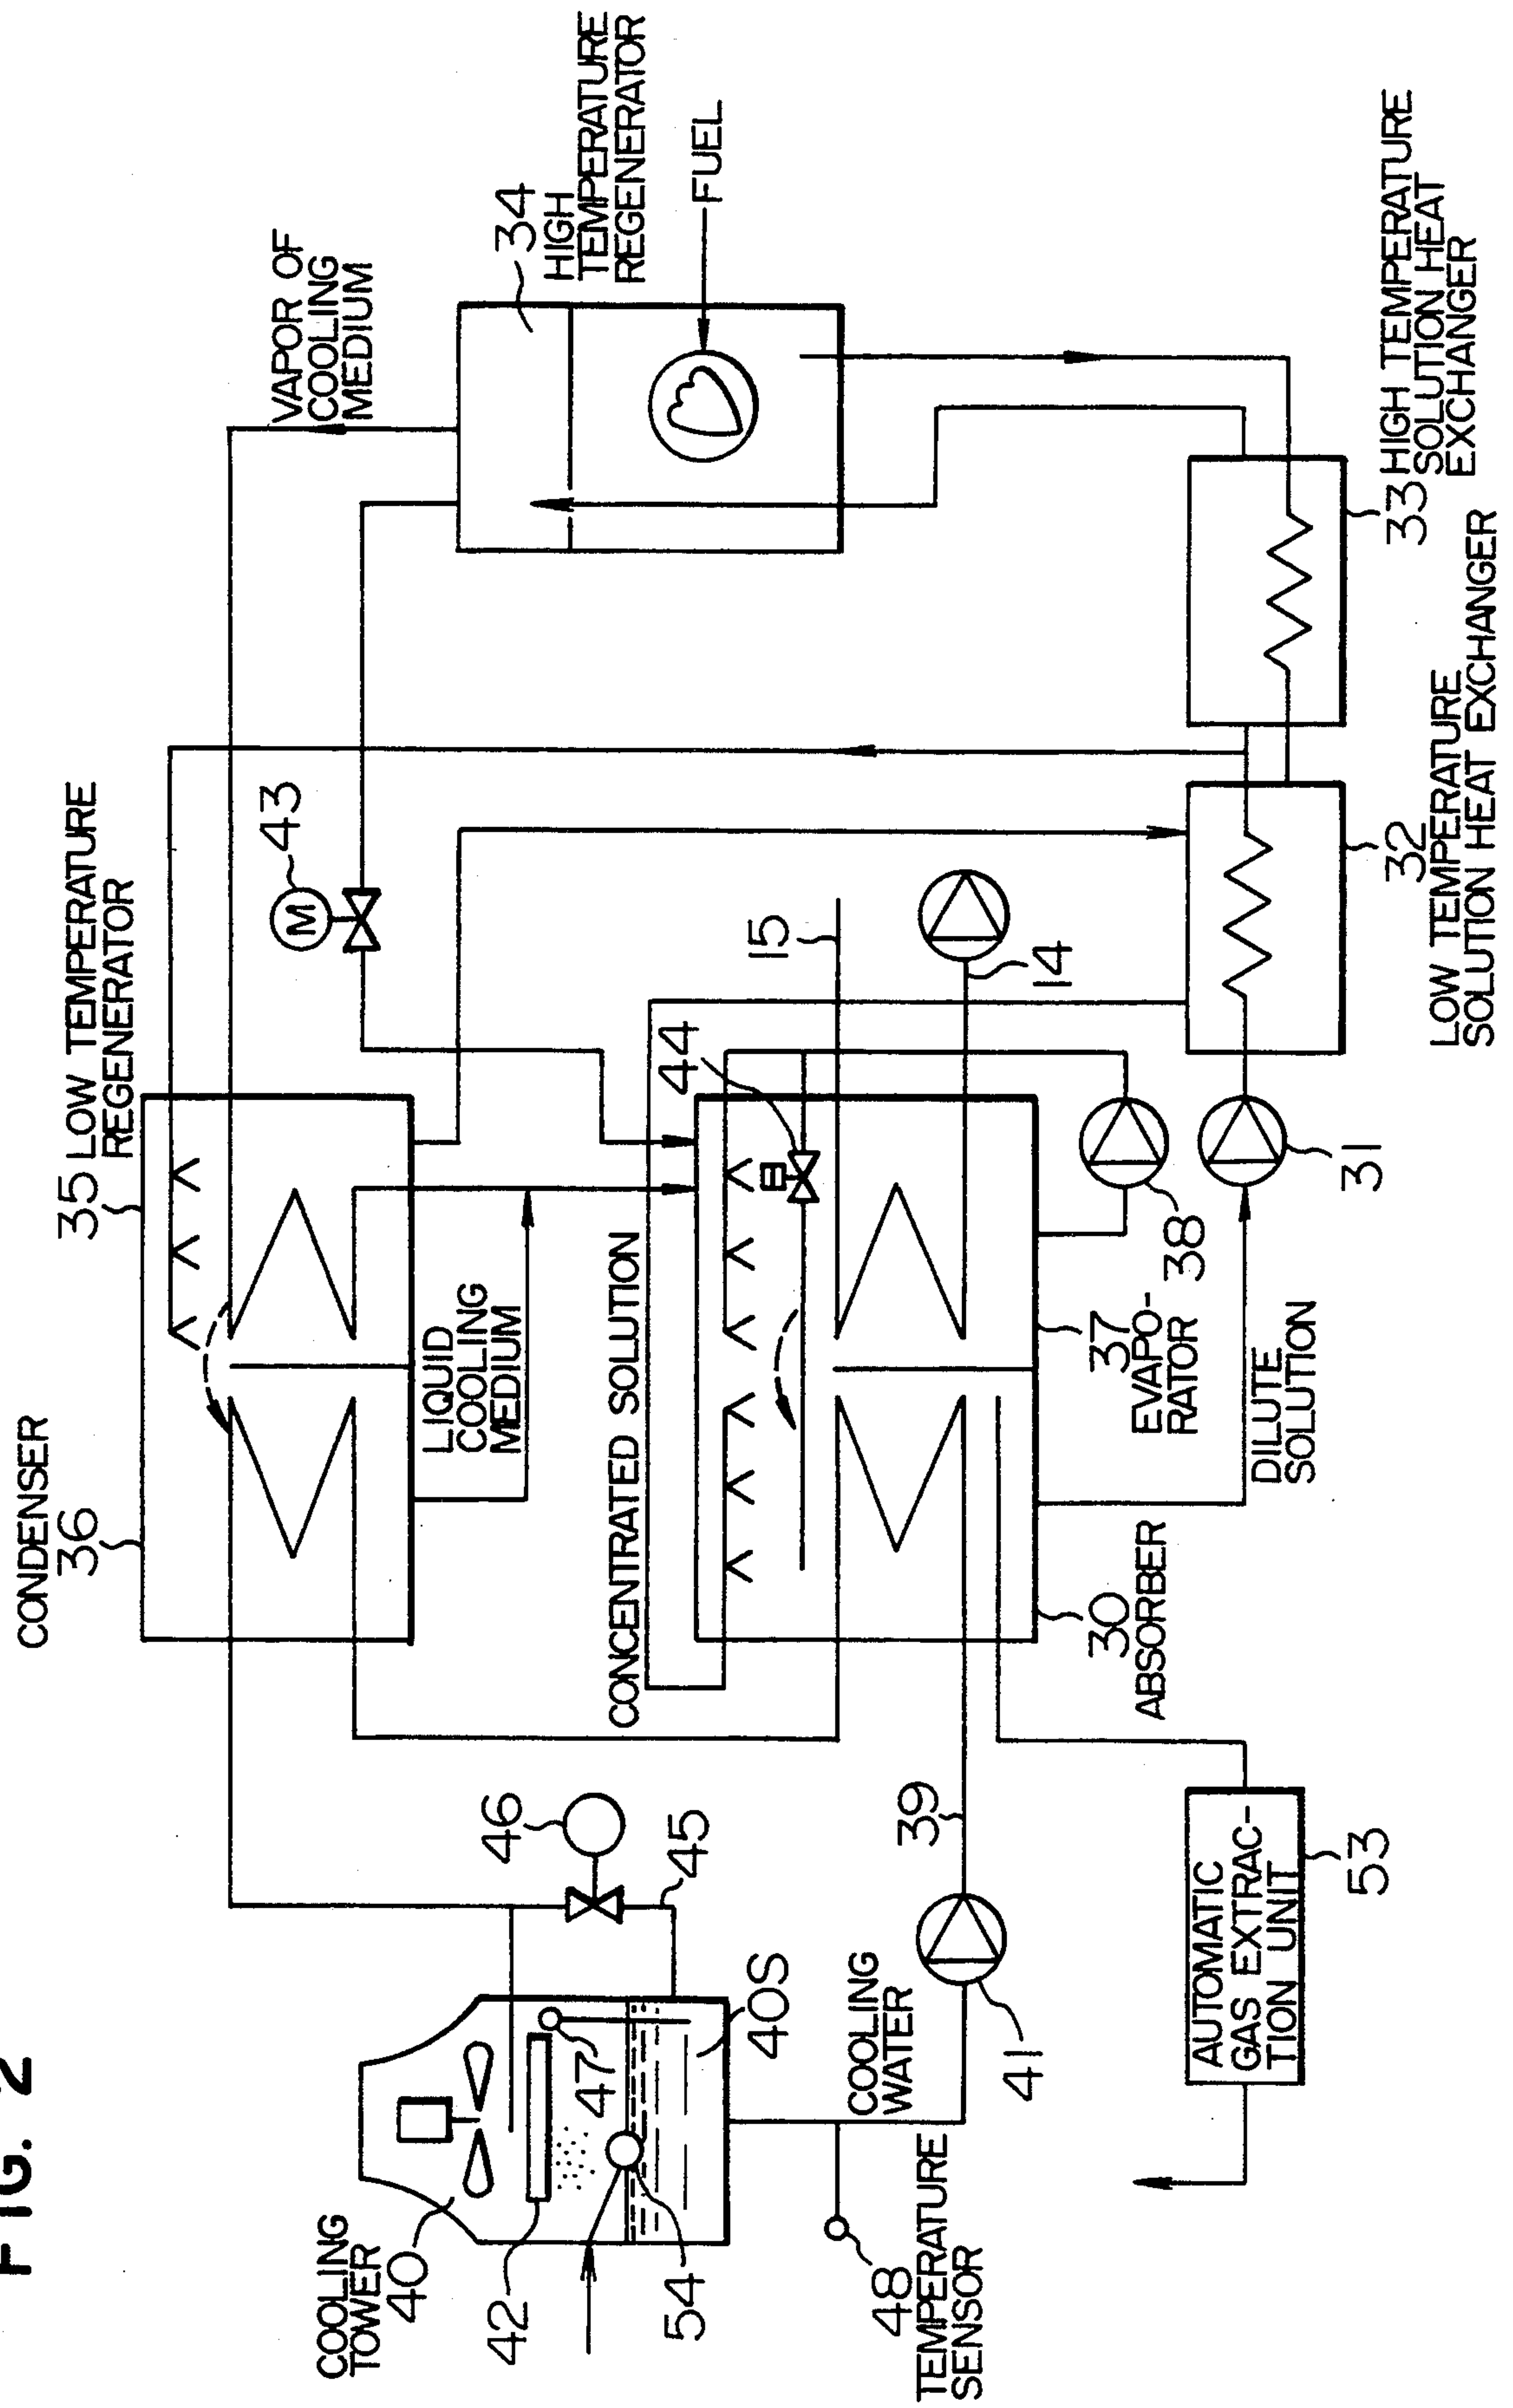 FIG. 2
CONDENSER
36
35
LOW TEMPERATURE
REGENERATOR
43
M
VAPOR OF
COOLING
MEDIUM
34
HIGH
TEMPERATURE
REGENERATOR
FUEL
COOLING
TOWER
40
42
54
47
40S
46
45
LIQUID
COOLING
MEDIUM
CONCENTRATED SOLUTION
44
15
14
48
TEMPERATURE
SENSOR
COOLING
WATER
41
39
30
ABSORBER
37
EVAPO-
RATOR
38
31
DILUTE
SOLUTION
AUTOMATIC
GAS EXTRAC-
TION UNIT
53
32
LOW TEMPERATURE
SOLUTION HEAT EXCHANGER
33
HIGH TEMPERATURE
SOLUTION HEAT
EXCHANGER